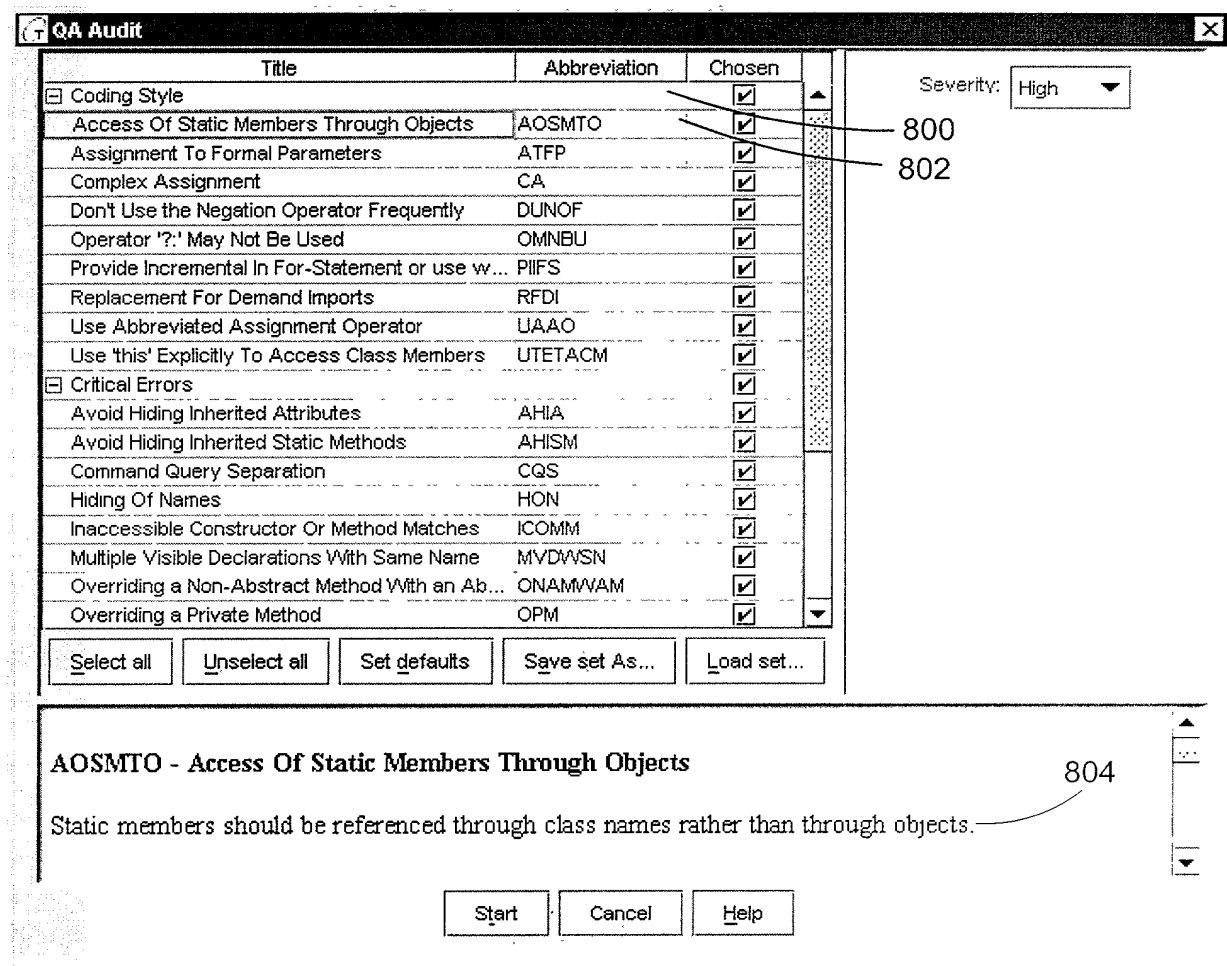 QA Audit
Title Abbreviation Chosen
Severity: High
Coding Style
800
Access Of Static Members Through Objects AOSMTO
802
Assignment To Formal Parameters ATFP
Complex Assignment CA
Don't Use the Negation Operator Frequently DUNOF
Operator '?:' May Not Be Used OMNBU
Provide Incremental In For-Statement or use w... PIIFS
Replacement For Demand Imports RFDI
Use Abbreviated Assignment Operator UAAO
Use 'this' Explicitly To Access Class Members UTETACM
Critical Errors
Avoid Hiding Inherited Attributes AHIA
Avoid Hiding Inherited Static Methods AHISM
Command Query Separation CQS
Hiding Of Names HON
Inaccessible Constructor Or Method Matches ICOMM
Multiple Visible Declarations With Same Name MVDWSN
Overriding a Non-Abstract Method With an Ab... ONAMWAM
Overriding a Private Method OPM
Select all Unselect all Set defaults Save set As... Load set...
AOSMTO - Access Of Static Members Through Objects
804
Static members should be referenced through class names rather than through objects.
Start Cancel Help